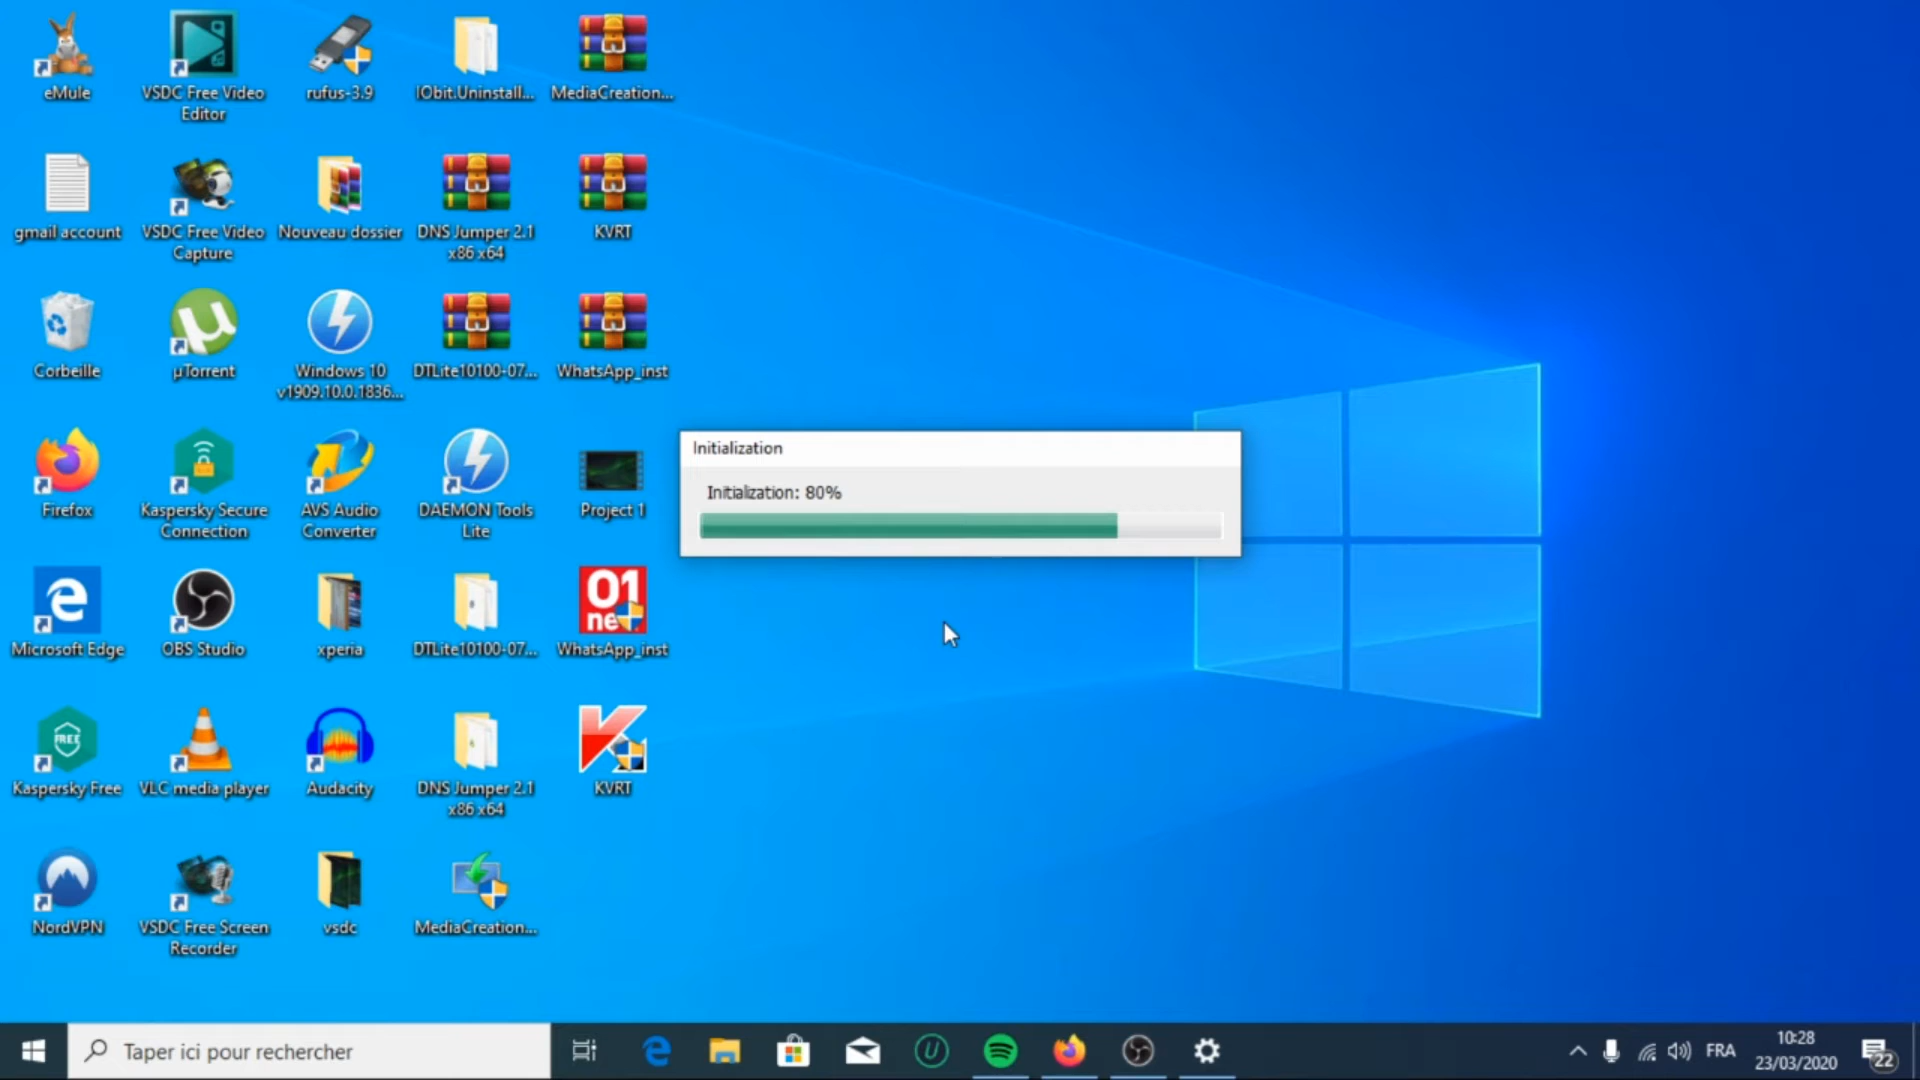 eMule
VSDC Free Video
Editor
rufus-3.9
IObit.Uninstall...
MediaCreation...
gmail account
VSDC Free Video
Capture
Nouveau dossier
DNS Jumper 2.1
x86 x64
KVRT
Corbeille
µTorrent
Windows 10
v1909.10.0.1836...
DTLite10100-07...
WhatsApp_inst
Firefox
Kaspersky Secure
Connection
AVS Audio
Converter
DAEMON Tools
Lite
Project 1
Initialization
Initialization: 80%
Microsoft Edge
OBS Studio
xperia
DTLite10100-07...
01
ne
WhatsApp_inst
FREE
Kaspersky Free
VLC media player
Audacity
DNS Jumper 2.1
x86 x64
KVRT
NordVPN
VSDC Free Screen
Recorder
vsdc
MediaCreation...
Taper ici pour rechercher
FRA
10:28
23/03/2020
22